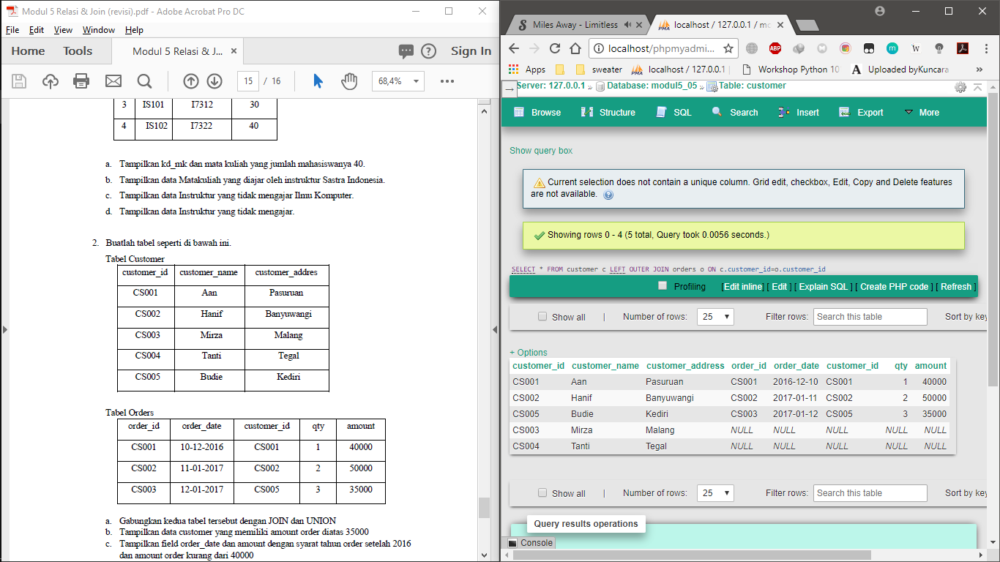 Modul 5 Relasi & Join (revisi).pdf - Adobe Acrobat Pro DC
File Edit View Window Help
Home Tools Modul 5 Relasi & J... × Sign In
15 / 16 68,4%
3 IS101 I7312 30
4 IS102 I7322 40
a. Tampilkan kd_mk dan mata kuliah yang jumlah mahasiswanya 40.
b. Tampilkan data Matakuliah yang diajar oleh instruktur Sastra Indonesia.
c. Tampilkan data Instruktur yang tidak mengajar Ilmu Komputer.
d. Tampilkan data Instruktur yang tidak mengajar.
2. Buatlah tabel seperti di bawah ini.
Tabel Customer
customer_id customer_name customer_addres
CS001 Aan Pasuruan
CS002 Hanif Banyuwangi
CS003 Mirza Malang
CS004 Tanti Tegal
CS005 Budie Kediri
Tabel Orders
order_id order_date customer_id qty amount
CS001 10-12-2016 CS001 1 40000
CS002 11-01-2017 CS002 2 50000
CS003 12-01-2017 CS005 3 35000
a. Gabungkan kedua tabel tersebut dengan JOIN dan UNION
b. Tampilkan data customer yang memiliki amount order diatas 35000
c. Tampilkan field order_date dan amount dengan syarat tahun order setelah 2016
dan amount order kurang dari 40000
Miles Away - Limitless localhost / 127.0.0.1 / mo
localhost/phpmyadmi...
Apps sweater localhost / 127.0.0.1 | Workshop Python 10 Uploaded byKuncara »
Server: 127.0.0.1 » Database: modul5_05 » Table: customer
Browse Structure SQL Search Insert Export More
Show query box
Current selection does not contain a unique column. Grid edit, checkbox, Edit, Copy and Delete features
are not available.
Showing rows 0 - 4 (5 total, Query took 0.0056 seconds.)
SELECT * FROM customer c LEFT OUTER JOIN orders o ON c.customer_id=o.customer_id
Profiling [Edit inline] [ Edit ] [ Explain SQL ] [ Create PHP code ] [ Refresh ]
Show all | Number of rows: 25 Filter rows: Search this table Sort by key
+ Options
customer_id customer_name customer_address order_id order_date customer_id qty amount
CS001 Aan Pasuruan CS001 2016-12-10 CS001 1 40000
CS002 Hanif Banyuwangi CS002 2017-01-11 CS002 2 50000
CS005 Budie Kediri CS003 2017-01-12 CS005 3 35000
CS003 Mirza Malang NULL NULL NULL NULL NULL
CS004 Tanti Tegal NULL NULL NULL NULL NULL
Show all | Number of rows: 25 Filter rows: Search this table Sort by key
Query results operations
Console